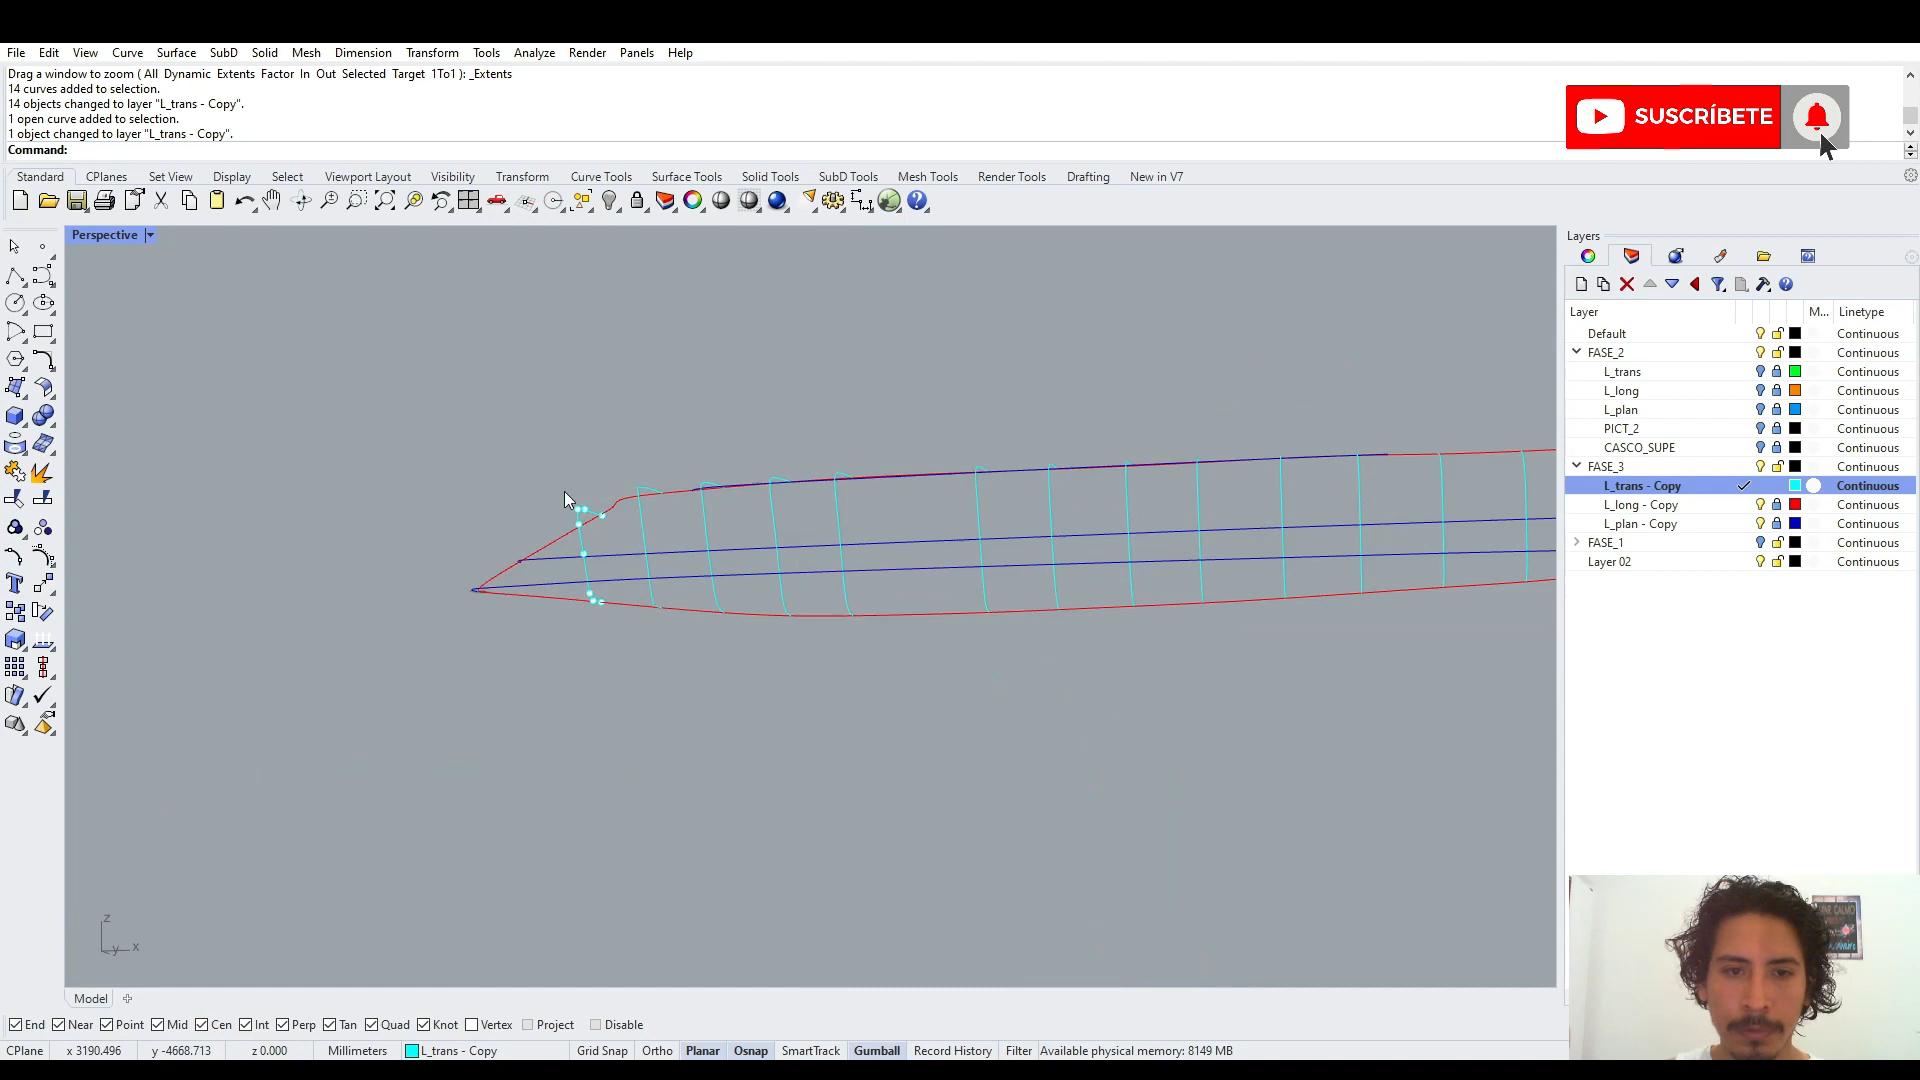 File Edit View Curve Surface SubD Solid Mesh Dimension Transform Tools Analyze Render Panels Help
Drag a window to zoom ( All Dynamic Extents Factor In Out Selected Target 1To1 ): _Extents
14 curves added to selection.
14 objects changed to layer "L_trans - Copy".
1 open curve added to selection.
1 object changed to layer "L_trans - Copy".
Command:
SUSCRÍBETE
Standard CPlanes Set View Display Select Viewport Layout Visibility Transform Curve Tools Surface Tools Solid Tools SubD Tools Mesh Tools Render Tools Drafting New in V7
Perspective
Layers
Layer M... Linetype
Default Continuous
FASE_2 Continuous
L_trans Continuous
L_long Continuous
L_plan Continuous
PICT_2 Continuous
CASCO_SUPE Continuous
FASE_3 Continuous
L_trans - Copy Continuous
L_long - Copy Continuous
L_plan - Copy Continuous
FASE_1 Continuous
Layer 02 Continuous
z
y x
Model
End Near Point Mid Cen Int Perp Tan Quad Knot Vertex Project Disable
CPlane x 3190.496 y -4668.713 z 0.000 Millimeters L_trans - Copy Grid Snap Ortho Planar Osnap SmartTrack Gumball Record History Filter Available physical memory: 8149 MB